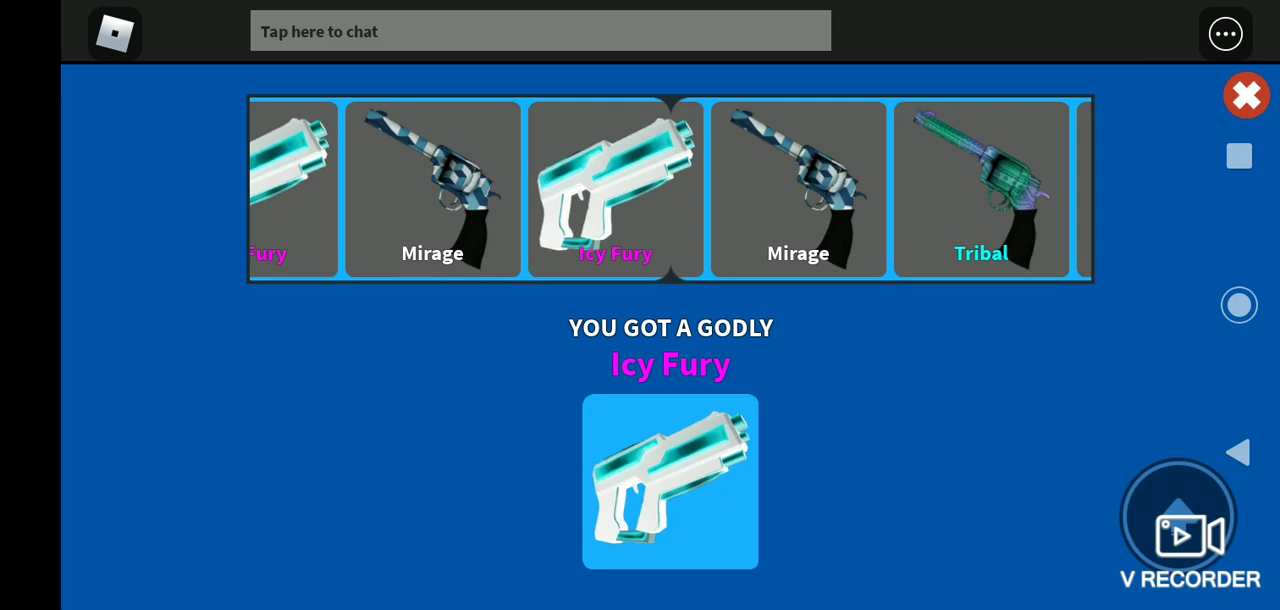 Tap here to chat
Fury
Mirage
Icy Fury
Mirage
Tribal
YOU GOT A GODLY
Icy Fury
V RECORDER